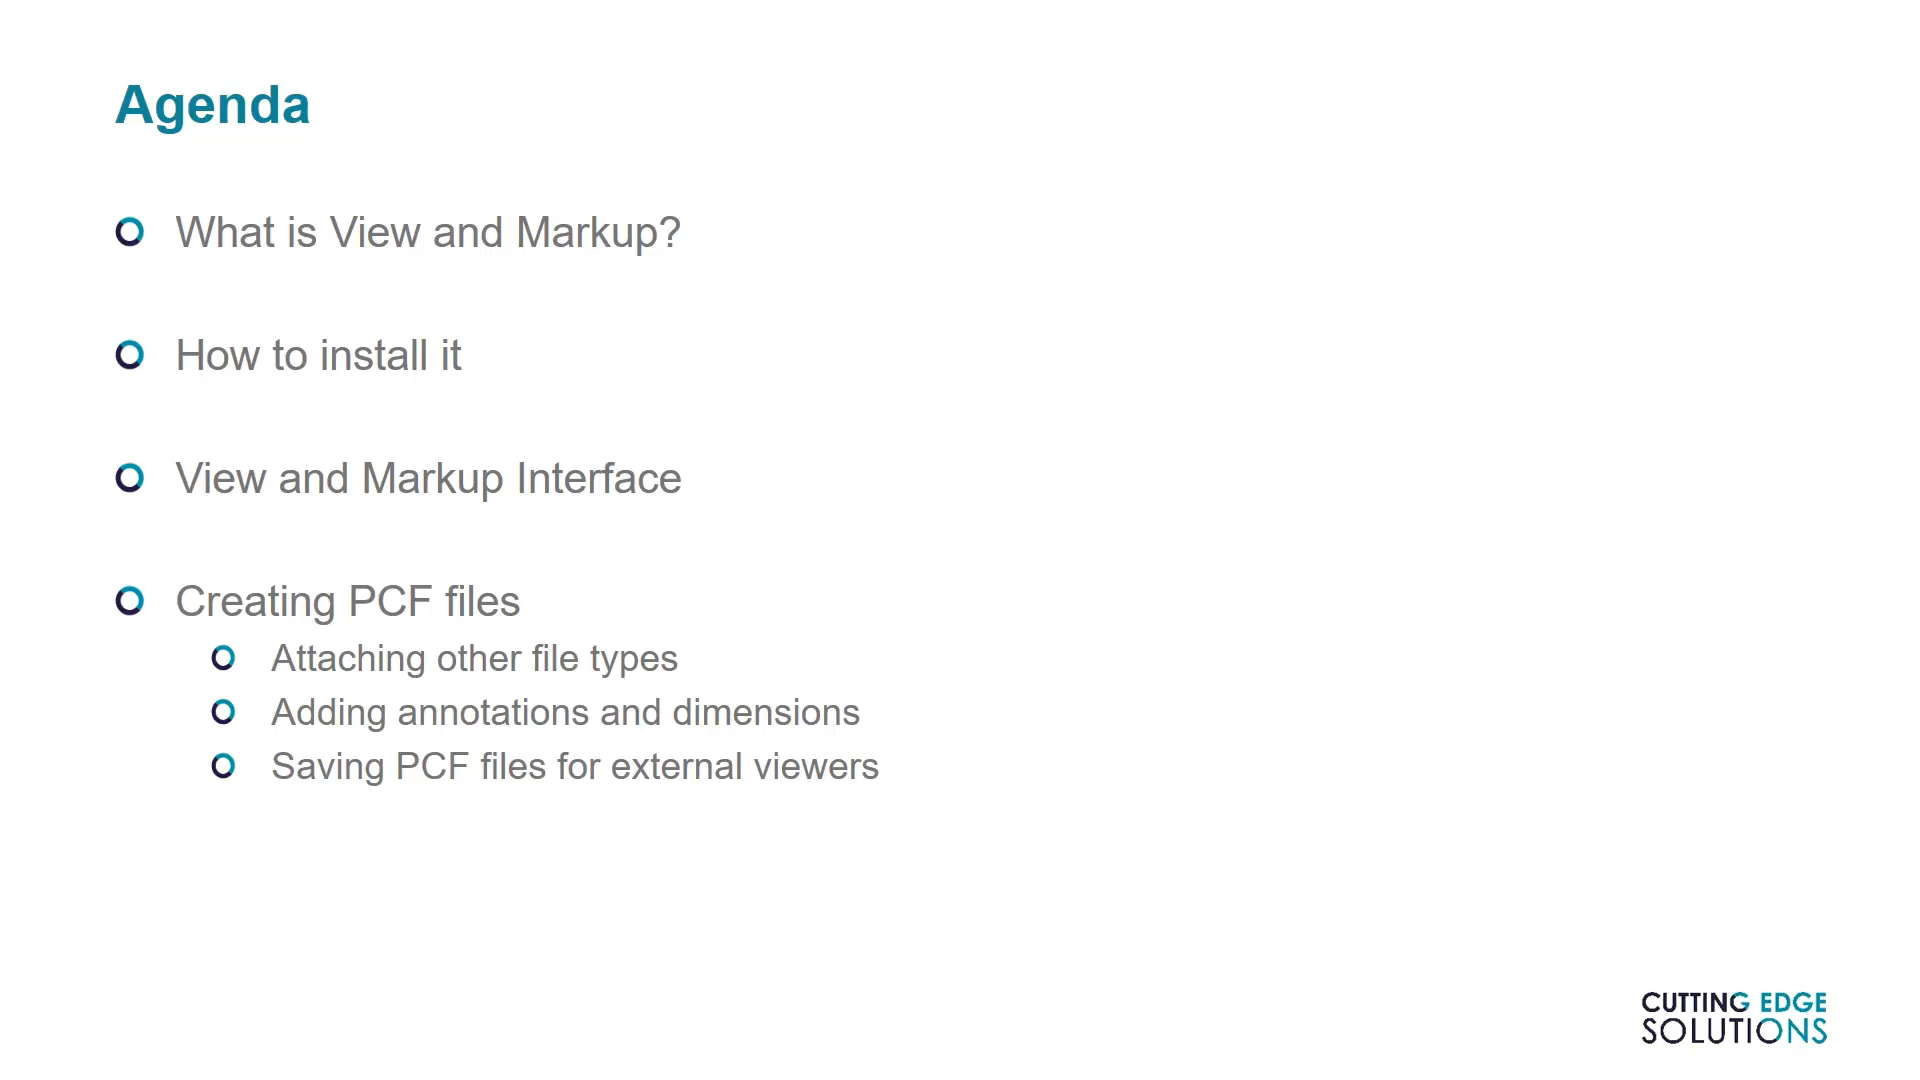 Agenda
What is View and Markup?
How to install it
View and Markup Interface
Creating PCF files
Attaching other file types
Adding annotations and dimensions
Saving PCF files for external viewers
CUTTING EDGE
SOLUTIONS